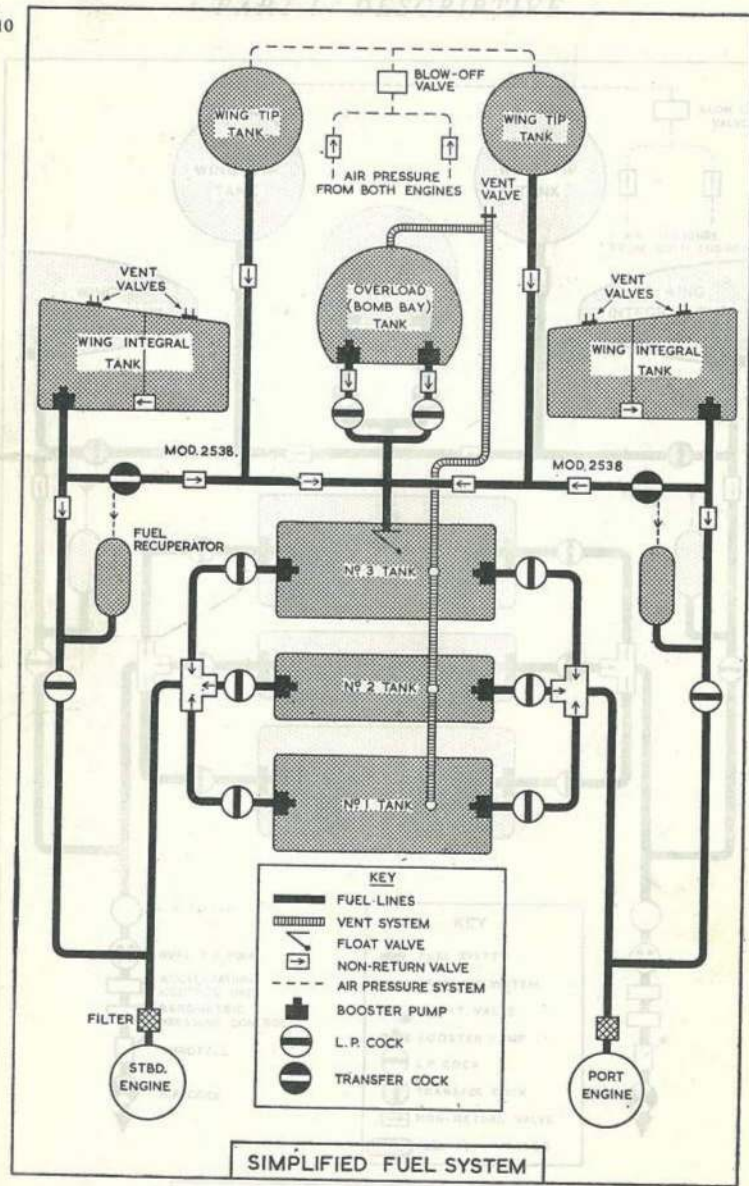 10
BLOW-OFF
VALVE
WING TIP
TANK
WING TIP
TANK
AIR PRESSURE
FROM BOTH ENGINES
VENT
VALVE
VENT
VALVES
OVERLOAD
(BOMB BAY)
TANK
VENT
VALVES
WING INTEGRAL
TANK
WING INTEGRAL
TANK
MOD. 2538.
MOD. 2538
FUEL
RECUPERATOR
Nº 3 TANK
Nº 2 TANK
Nº 1 TANK
KEY
FUEL-LINES
VENT SYSTEM
FLOAT VALVE
NON-RETURN VALVE
AIR PRESSURE SYSTEM
BOOSTER PUMP
L.P. COCK
TRANSFER COCK
FILTER
STBD.
ENGINE
PORT
ENGINE
SIMPLIFIED FUEL SYSTEM